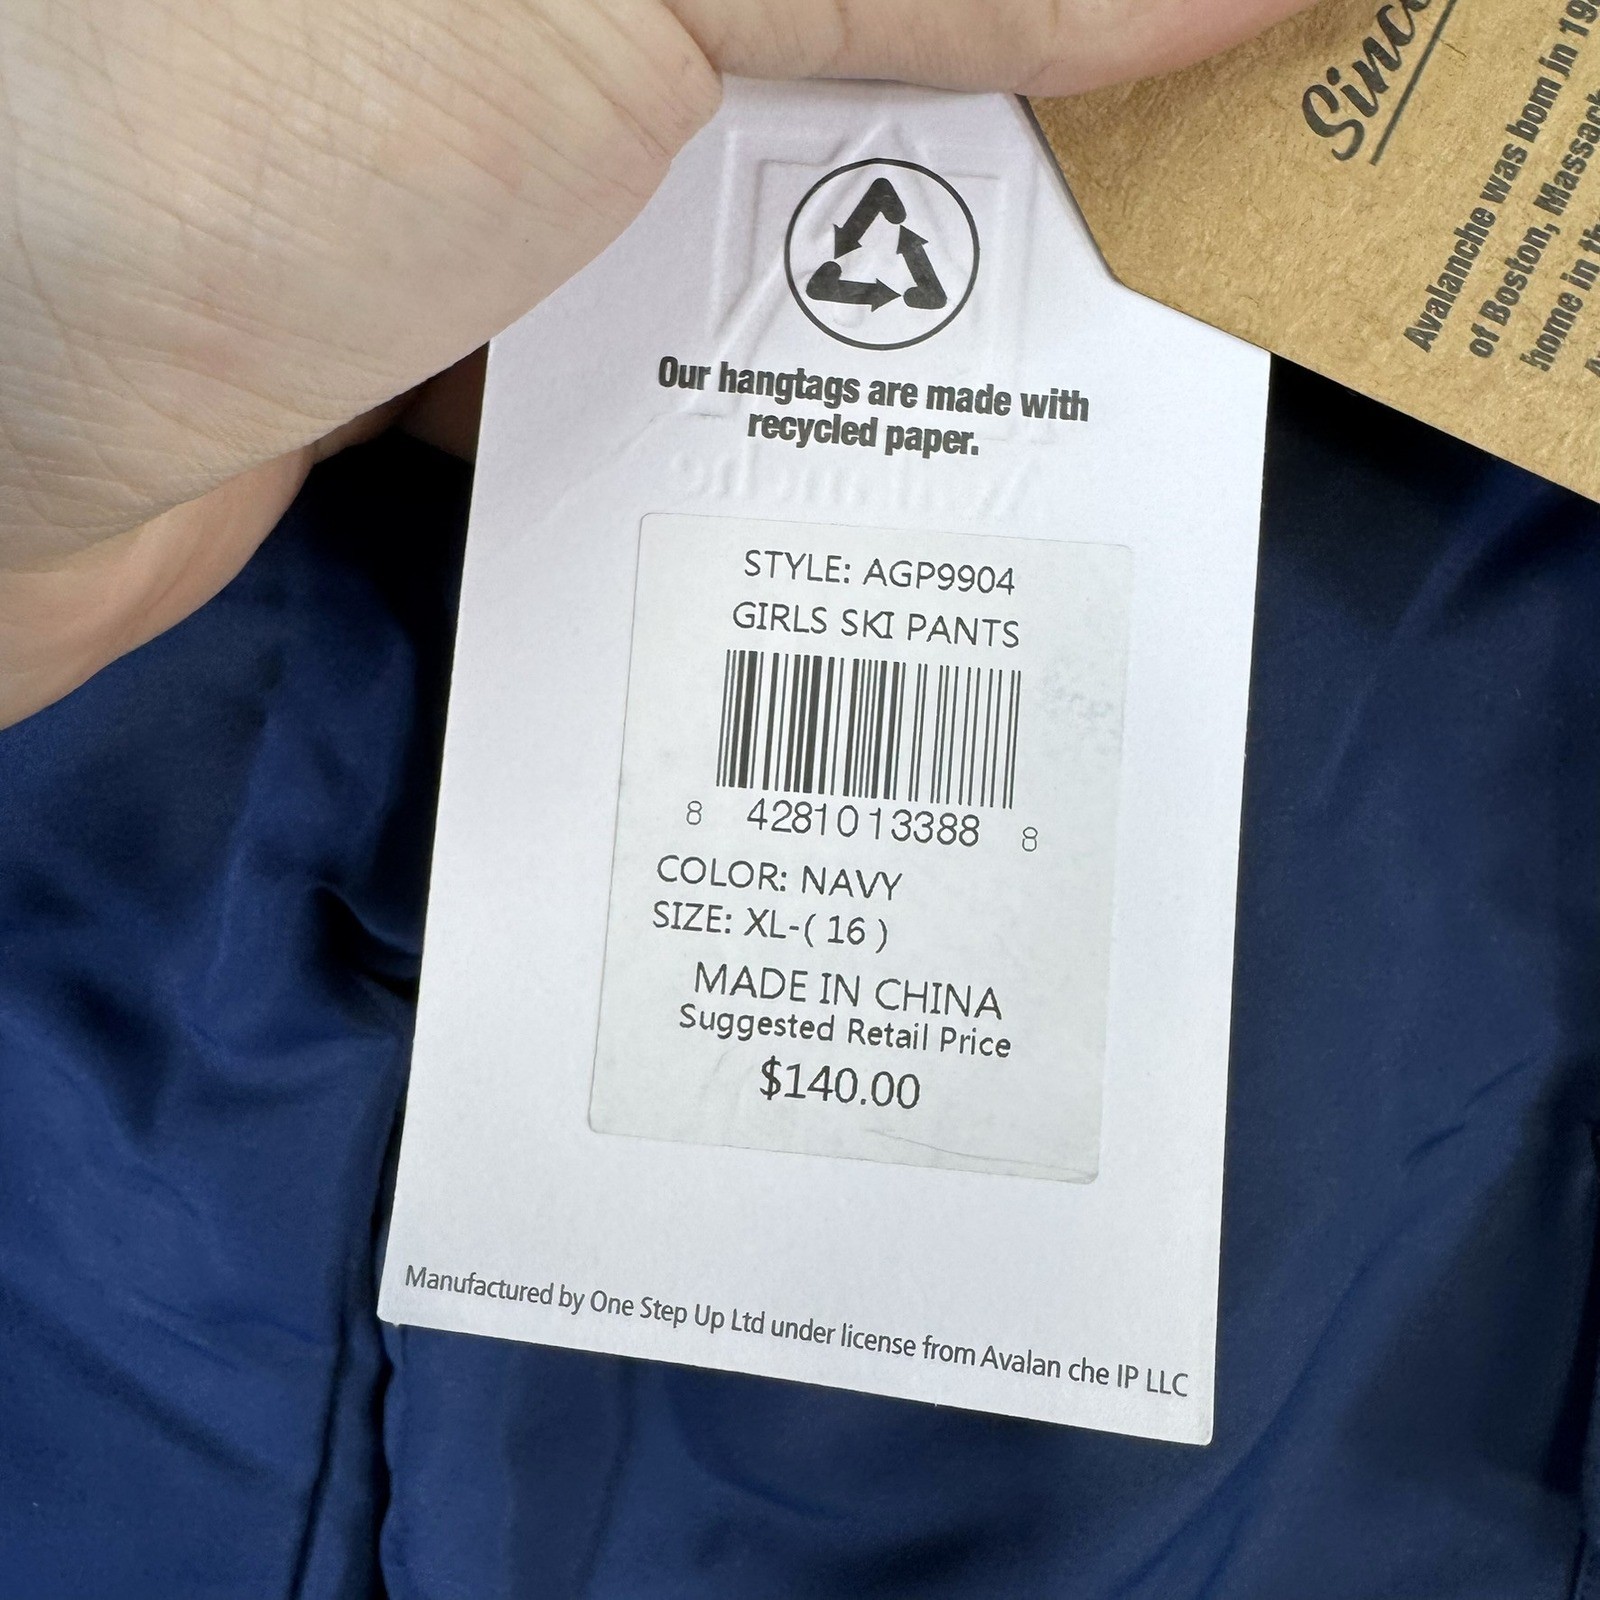 Our hangtags are made with
recycled paper.
STYLE: AGP9904
GIRLS SKI PANTS
8 4281013388 8
COLOR: NAVY
SIZE: XL-( 16 )
MADE IN CHINA
Suggested Retail Price
$140.00
Manufactured by One Step Up Ltd under license from Avalan che IP LLC
Since
Avalanche was born in
of Boston,
home in